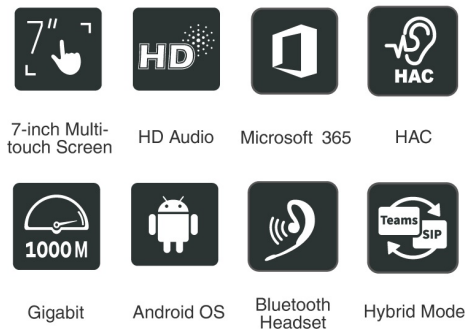 7"
HD
HAC
7-inch Multi-
touch Screen
HD Audio
Microsoft 365
HAC
1000M
Teams
SIP
Gigabit
Android OS
Bluetooth
Headset
Hybrid Mode